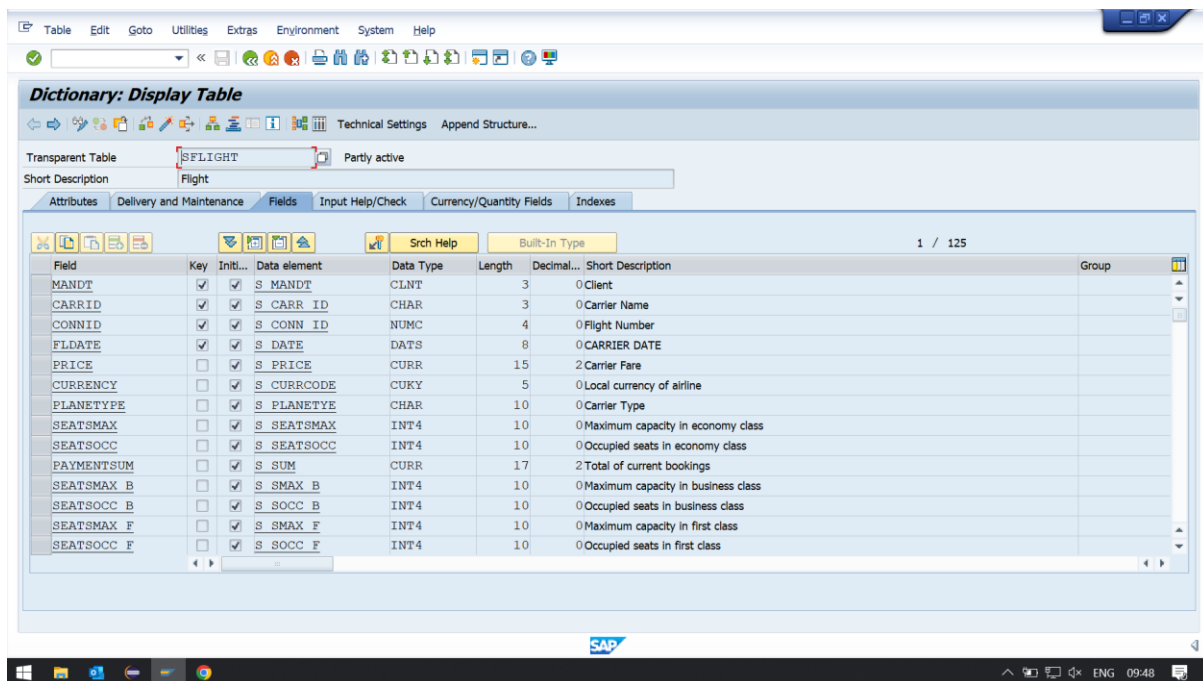 Table Edit Goto Utilities Extras Environment System Help
Dictionary: Display Table
Technical Settings Append Structure...
Transparent Table SFLIGHT Partly active
Short Description Flight
Attributes Delivery and Maintenance Fields Input Help/Check Currency/Quantity Fields Indexes
Srch Help Built-In Type 1 / 125
Field Key Initi... Data element Data Type Length Decimal... Short Description Group
MANDT S_MANDT CLNT 3 0 Client
CARRID S_CARR_ID CHAR 3 0 Carrier Name
CONNID S_CONN_ID NUMC 4 0 Flight Number
FLDATE S_DATE DATS 8 0 CARRIER DATE
PRICE S_PRICE CURR 15 2 Carrier Fare
CURRENCY S_CURRCODE CUKY 5 0 Local currency of airline
PLANETYPE S_PLANETYE CHAR 10 0 Carrier Type
SEATSMAX S_SEATSMAX INT4 10 0 Maximum capacity in economy class
SEATSOCC S_SEATSOCC INT4 10 0 Occupied seats in economy class
PAYMENTSUM S_SUM CURR 17 2 Total of current bookings
SEATSMAX_B S_SMAX_B INT4 10 0 Maximum capacity in business class
SEATSOCC_B S_SOCC_B INT4 10 0 Occupied seats in business class
SEATSMAX_F S_SMAX_F INT4 10 0 Maximum capacity in first class
SEATSOCC_F S_SOCC_F INT4 10 0 Occupied seats in first class
SAP
ENG 09:48